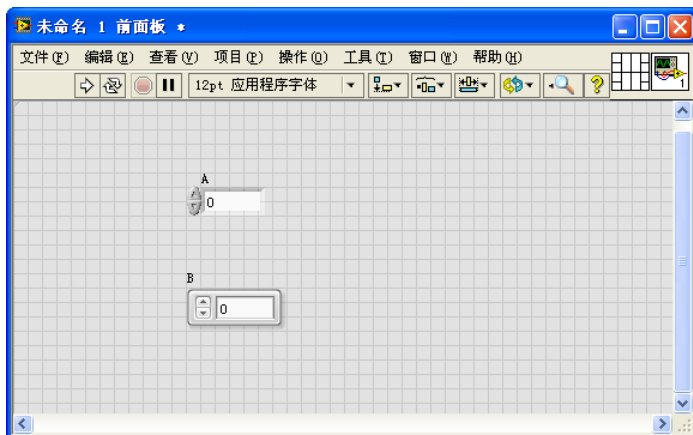 未命名 1 前面板 *
文件(F) 编辑(E) 查看(V) 项目(P) 操作(O) 工具(T) 窗口(W) 帮助(H)
12pt 应用程序字体
1
A
0
B
0